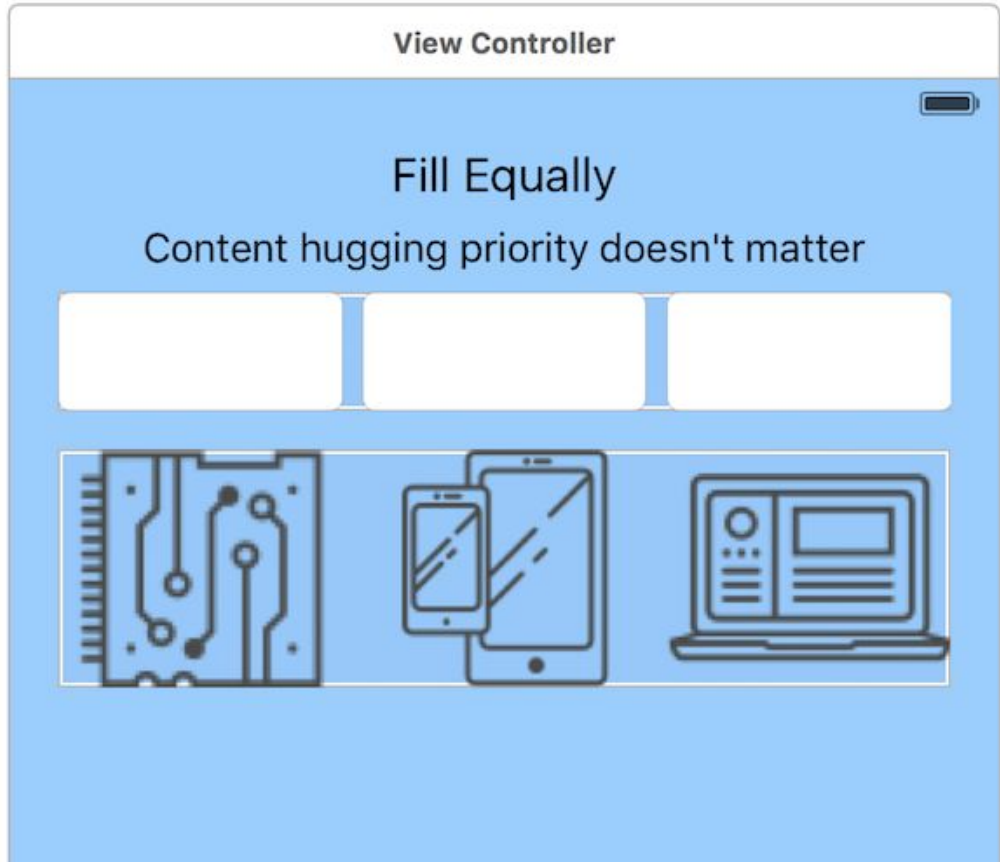 View Controller
Fill Equally
Content hugging priority doesn't matter